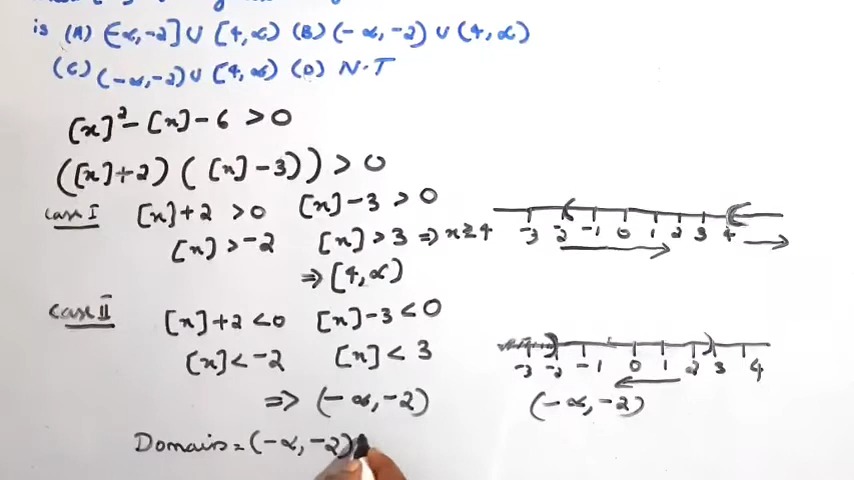 is (A) (-∝, -2] ∪ [4, ∝) (B) (-∝, -2) ∪ (4, ∝)
(C) (-∝, -2) ∪ [4, ∝) (D) N.T
[x]² - [x] - 6 > 0
([x]+2) ( [x] - 3)) > 0
Case I [x] + 2 > 0 [x] - 3 > 0
-3 -2 -1 0 1 2 3 4
[x] > -2 [x] > 3 ⇒ x ≥ 4
⇒ [4, ∝)
Case II [x] + 2 < 0 [x] - 3 < 0
[x] < -2 [x] < 3
-3 -2 -1 0 1 2 3 4
⇒ (-∝, -2) (-∝, -2)
Domain = (-∝, -2)